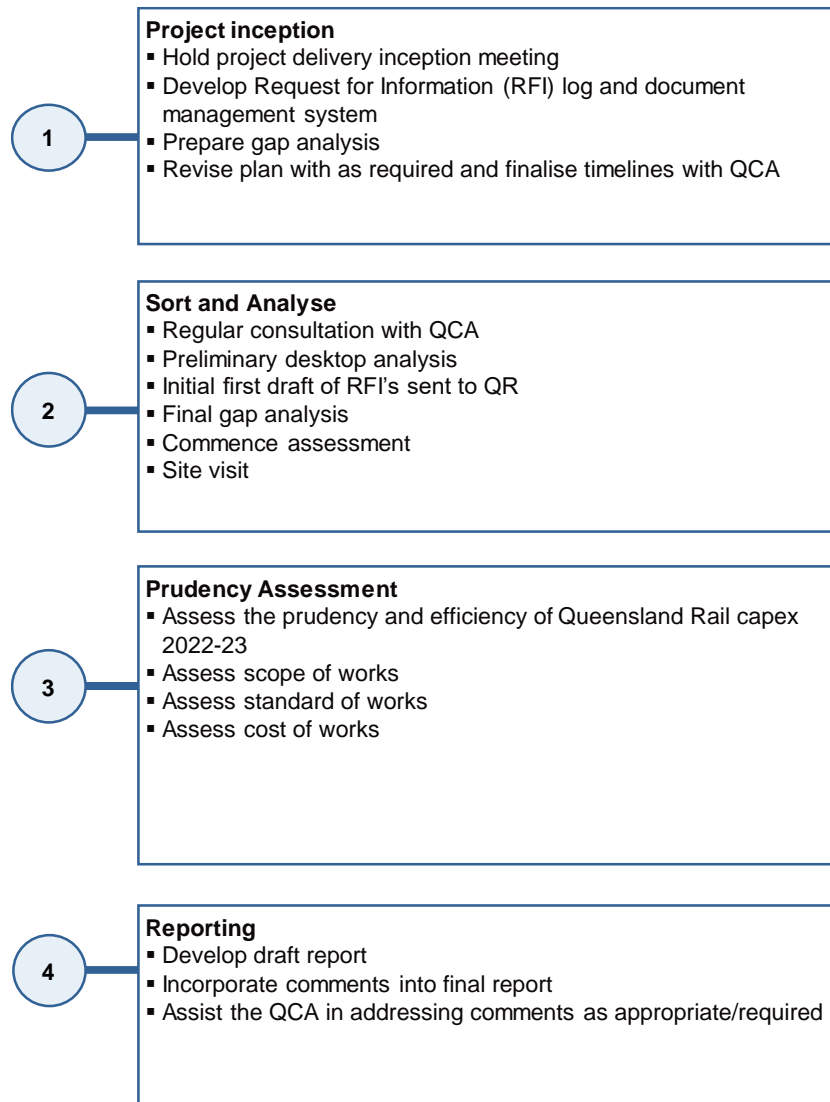 Project inception
▪ Hold project delivery inception meeting
▪ Develop Request for Information (RFI) log and document
management system
▪ Prepare gap analysis
▪ Revise plan with as required and finalise timelines with QCA
1
Sort and Analyse
▪ Regular consultation with QCA
▪ Preliminary desktop analysis
▪ Initial first draft of RFI's sent to QR
▪ Final gap analysis
▪ Commence assessment
▪ Site visit
2
Prudency Assessment
▪ Assess the prudency and efficiency of Queensland Rail capex
2022-23
▪ Assess scope of works
▪ Assess standard of works
▪ Assess cost of works
3
Reporting
▪ Develop draft report
▪ Incorporate comments into final report
▪ Assist the QCA in addressing comments as appropriate/required
4